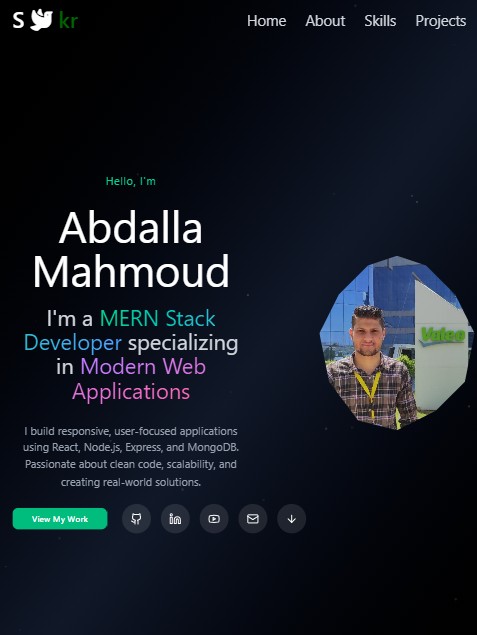 S kr
Home About Skills Projects
Hello, I'm
Abdalla
Mahmoud
I'm a MERN Stack
Developer specializing
in Modern Web
Applications
Valeo
I build responsive, user-focused applications
using React, Node.js, Express, and MongoDB.
Passionate about clean code, scalability, and
creating real-world solutions.
View My Work